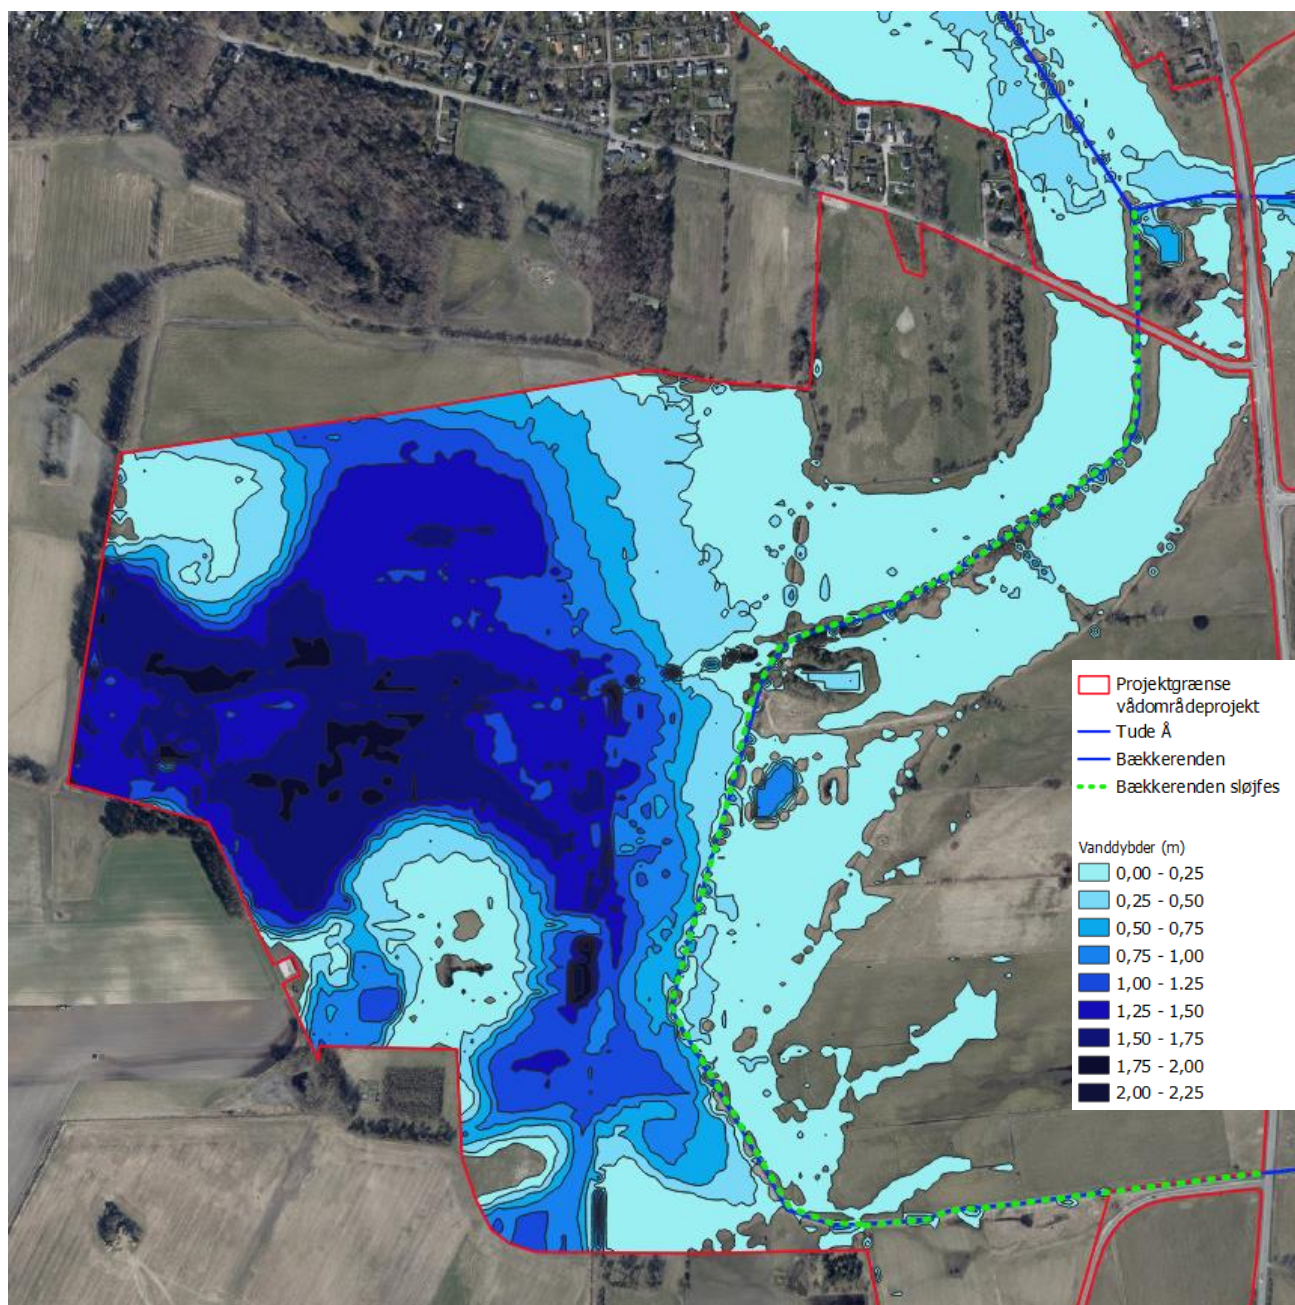 Projektgrænse
vådområdeprojekt
Tude Å
Bækkerenden
Bækkerenden sløjfes
Vanddybder (m)
0,00 - 0,25
0,25 - 0,50
0,50 - 0,75
0,75 - 1,00
1,00 - 1.25
1,25 - 1,50
1,50 - 1,75
1,75 - 2,00
2,00 - 2,25